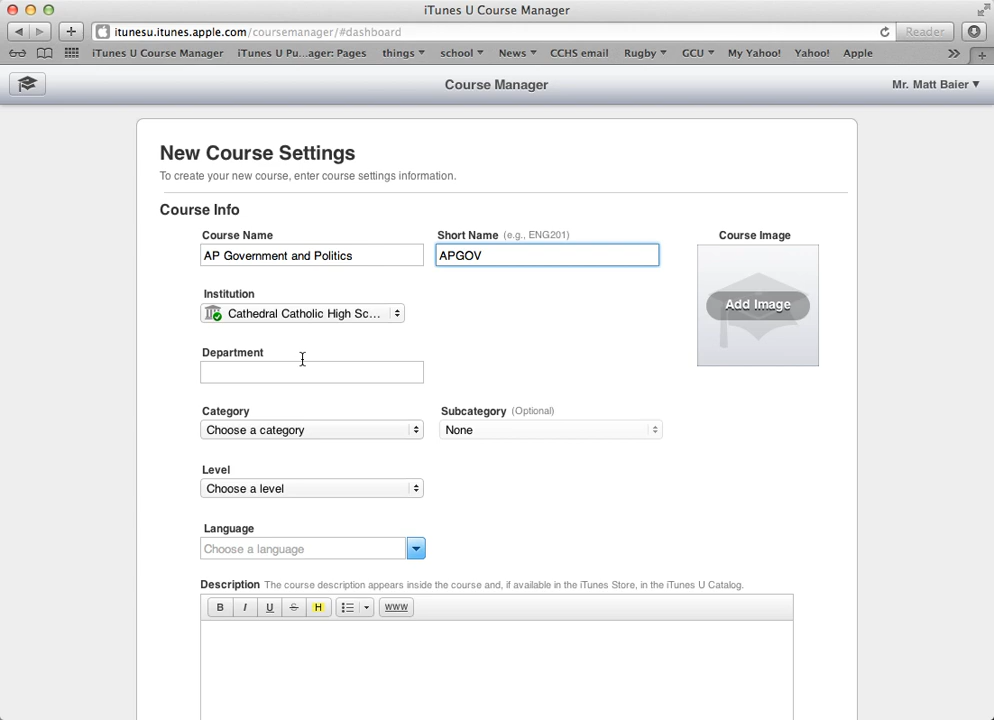 iTunes U Course Manager
itunesu.itunes.apple.com/coursemanager/#dashboard
Reader
iTunes U Course Manager iTunes U Pu...ager: Pages things school News CCHS email Rugby GCU My Yahoo! Yahoo! Apple
Course Manager
Mr. Matt Baier
New Course Settings
To create your new course, enter course settings information.
Course Info
Course Name
Short Name (e.g., ENG201)
Course Image
AP Government and Politics
APGOV
Add Image
Institution
Cathedral Catholic High Sc...
Department
Category
Subcategory (Optional)
Choose a category
None
Level
Choose a level
Language
Choose a language
Description The course description appears inside the course and, if available in the iTunes Store, in the iTunes U Catalog.
B I U S H WWW